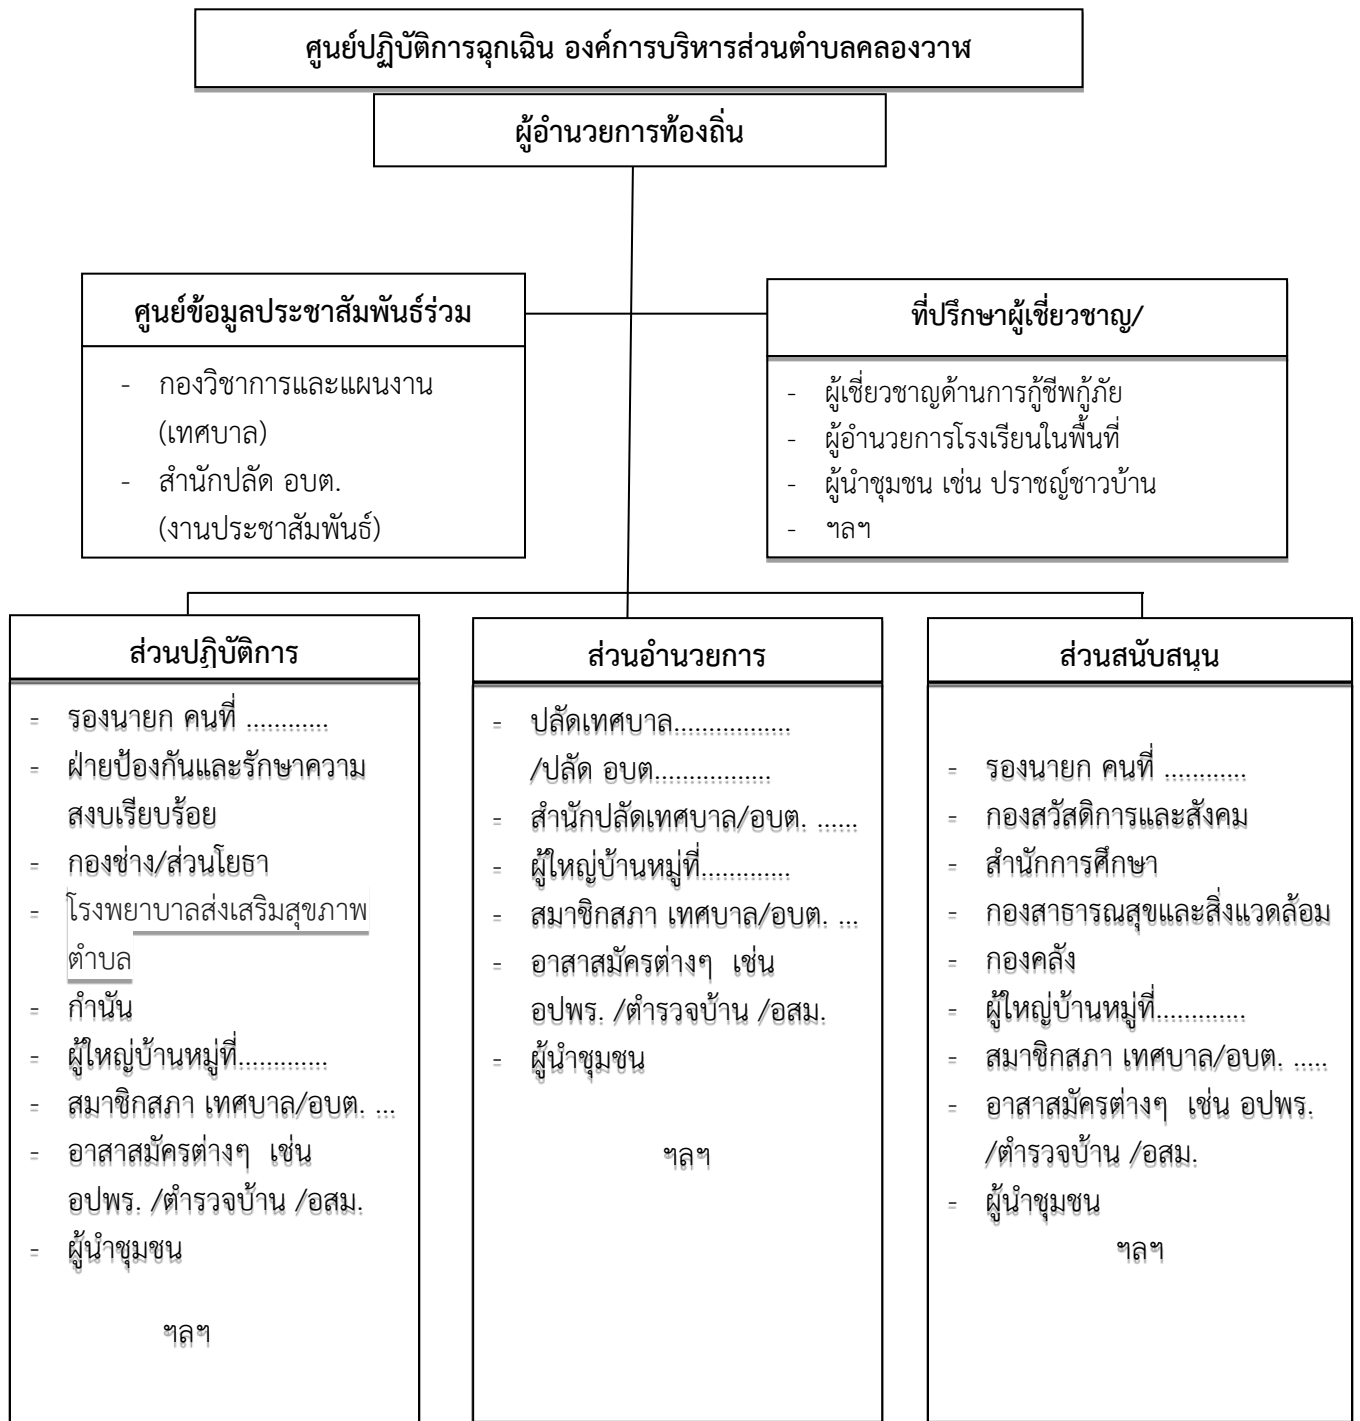 ศูนย์ปฏิบัติการฉุกเฉิน องค์การบริหารส่วนตำบลคลองวาฬ
ผู้อำนวยการท้องถิ่น
ศูนย์ข้อมูลประชาสัมพันธ์ร่วม
- กองวิชาการและแผนงาน
(เทศบาล)
- สำนักปลัด อบต.
(งานประชาสัมพันธ์)
ที่ปรึกษาผู้เชี่ยวชาญ/
- ผู้เชี่ยวชาญด้านการกู้ชีพกู้ภัย
- ผู้อำนวยการโรงเรียนในพื้นที่
- ผู้นำชุมชน เช่น ปราชญ์ชาวบ้าน
- ฯลฯ
ส่วนปฏิบัติการ
- รองนายก คนที่ ............
- ฝ่ายป้องกันและรักษาความ
สงบเรียบร้อย
- กองช่าง/ส่วนโยธา
- โรงพยาบาลส่งเสริมสุขภาพ
ตำบล
- กำนัน
- ผู้ใหญ่บ้านหมู่ที่.............
- สมาชิกสภา เทศบาล/อบต. ...
- อาสาสมัครต่างๆ เช่น
อปพร. /ตำรวจบ้าน /อสม.
- ผู้นำชุมชน
ฯลฯ
ส่วนอำนวยการ
- ปลัดเทศบาล.................
/ปลัด อบต.................
- สำนักปลัดเทศบาล/อบต. ......
- ผู้ใหญ่บ้านหมู่ที่.............
- สมาชิกสภา เทศบาล/อบต. ...
- อาสาสมัครต่างๆ เช่น
อปพร. /ตำรวจบ้าน /อสม.
- ผู้นำชุมชน
ฯลฯ
ส่วนสนับสนุน
- รองนายก คนที่ ............
- กองสวัสดิการและสังคม
- สำนักการศึกษา
- กองสาธารณสุขและสิ่งแวดล้อม
- กองคลัง
- ผู้ใหญ่บ้านหมู่ที่.............
- สมาชิกสภา เทศบาล/อบต. .....
- อาสาสมัครต่างๆ เช่น อปพร.
/ตำรวจบ้าน /อสม.
- ผู้นำชุมชน
ฯลฯ